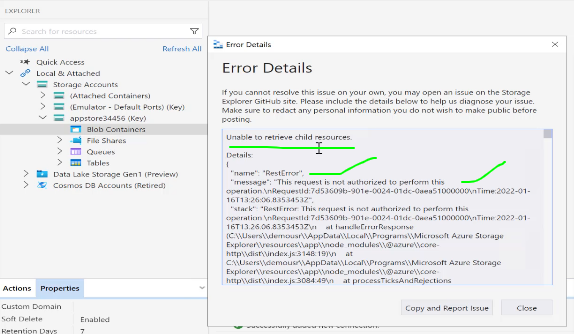 EXPLORER
Search for resources
Collapse All
Refresh All
Quick Access
Local & Attached
Storage Accounts
(Attached Containers)
(Emulator - Default Ports) (Key)
appstore34456 (Key)
Blob Containers
File Shares
Queues
Tables
Data Lake Storage Gen1 (Preview)
Cosmos DB Accounts (Retired)
Actions
Properties
Custom Domain
Soft Delete
Enabled
Retention Days
7
Error Details
Error Details
If you cannot resolve this issue on your own, you may open an issue on the Storage
Explorer GitHub site. Please include the details below to help us diagnose your issue.
Make sure to redact any personal information you do not wish to make public before
posting.
Unable to retrieve child resources.
Details:
{
"name": "RestError",
"message": "This request is not authorized to perform this
operation.\nRequestId:7d53609b-901e-0024-01dc-0aea51000000\nTime:2022-01-
16T13:26:06.8353453Z",
"stack": "RestError: This request is not authorized to perform this
operation.\nRequestId:7d53609b-901e-0024-01dc-0aea51000000\nTime:2022-01-
16T13:26:06.8353453Z\n at handleErrorResponse
(C:\\Users\\demousr\\AppData\\Local\\Programs\\Microsoft Azure Storage
Explorer\\resources\\app\\node_modules\\@azure\\core-
http\\dist\\index.js:3148:19)\n at
C:\\Users\\demousr\\AppData\\Local\\Programs\\Microsoft Azure Storage
Explorer\\resources\\app\\node_modules\\@azure\\core-
http\\dist\\index.js:3084:49\n at processTicksAndRejections
Copy and Report Issue
Close
Successfully added new connection.